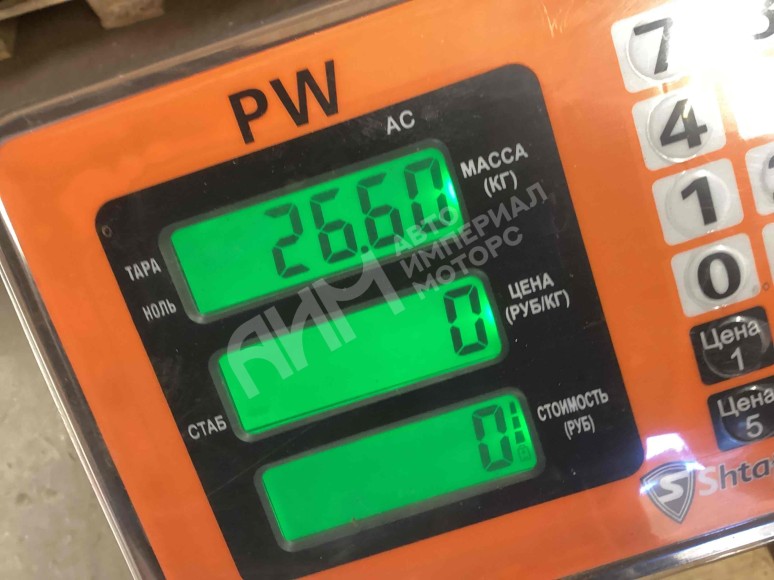 PW
AC
26.60
МАССА
(КГ)
ТАРА
НОЛЬ
АИМ АВТО
ИМПЕРИАЛ
МОТОРС
0
ЦЕНА
(РУБ/КГ)
СТАБ
0
СТОИМОСТЬ
(РУБ)
7
4
1
0
Цена
1
Цена
5
S
Shtas